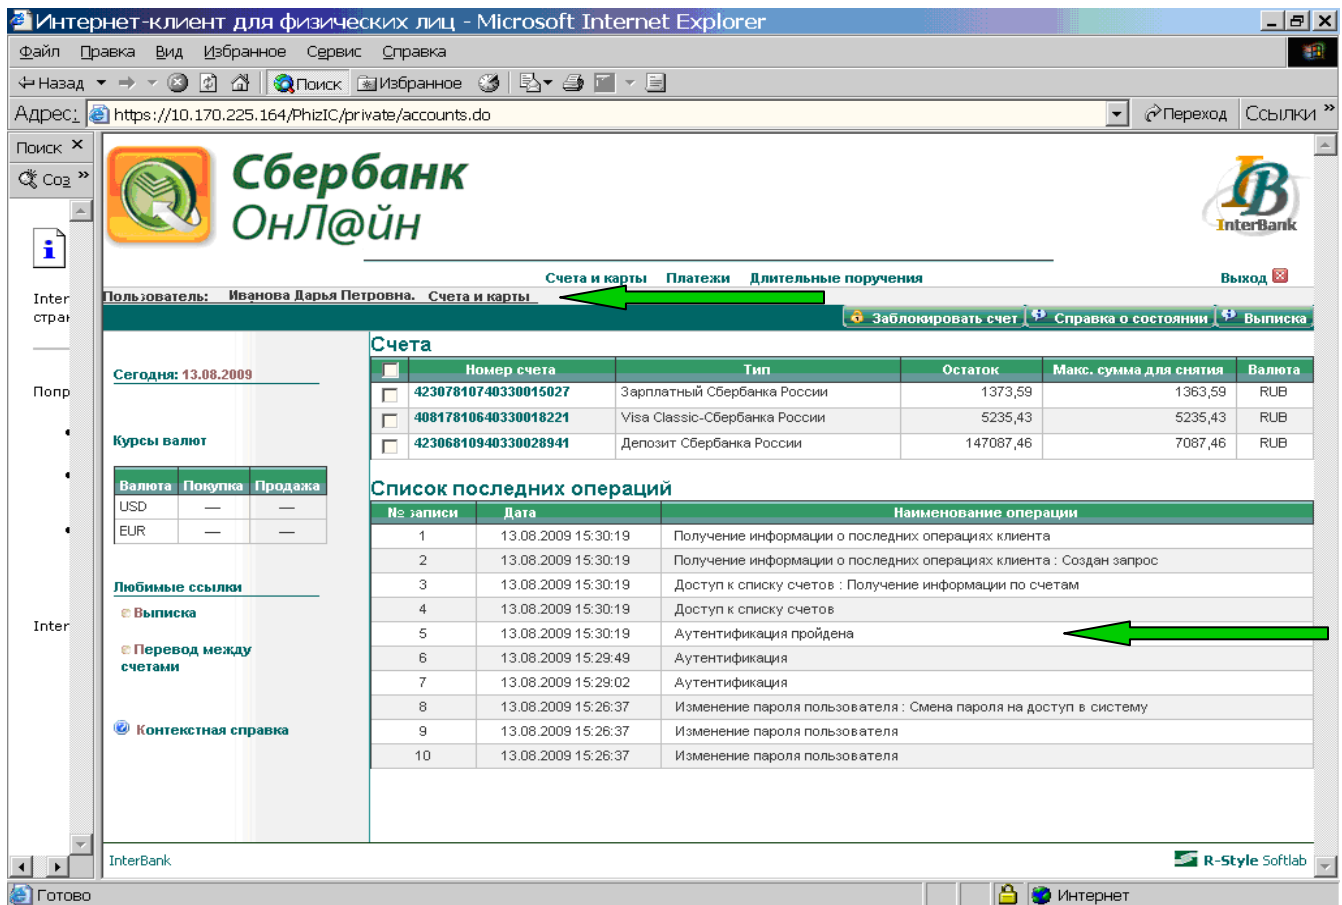 Интернет-клиент для физических лиц - Microsoft Internet Explorer
Файл Правка Вид Избранное Сервис Справка
Назад Поиск Избранное
Адрес: https://10.170.225.164/PhizIC/private/accounts.do Переход Ссылки »
Поиск ×
Соз »
Сбербанк
ОнЛ@йн
InterBank
Счета и карты Платежи Длительные поручения Выход
Пользователь: Иванова Дарья Петровна. Счета и карты
Inter
стран
Попр
Inter
Заблокировать счет Справка о состоянии Выписка
Сегодня: 13.08.2009
Курсы валют
Валюта Покупка Продажа
USD — —
EUR — —
Любимые ссылки
Выписка
Перевод между
счетами
Контекстная справка
Счета
Номер счета Тип Остаток Макс. сумма для снятия Валюта
42307810740330015027 Зарплатный Сбербанка России 1373,59 1363,59 RUB
40817810640330018221 Visa Classic-Сбербанка России 5235,43 5235,43 RUB
42306810940330028941 Депозит Сбербанка России 147087,46 7087,46 RUB
Список последних операций
№ записи Дата Наименование операции
1 13.08.2009 15:30:19 Получение информации о последних операциях клиента
2 13.08.2009 15:30:19 Получение информации о последних операциях клиента : Создан запрос
3 13.08.2009 15:30:19 Доступ к списку счетов : Получение информации по счетам
4 13.08.2009 15:30:19 Доступ к списку счетов
5 13.08.2009 15:30:19 Аутентификация пройдена
6 13.08.2009 15:29:49 Аутентификация
7 13.08.2009 15:29:02 Аутентификация
8 13.08.2009 15:26:37 Изменение пароля пользователя : Смена пароля на доступ в систему
9 13.08.2009 15:26:37 Изменение пароля пользователя
10 13.08.2009 15:26:37 Изменение пароля пользователя
InterBank R-Style Softlab
Готово Интернет